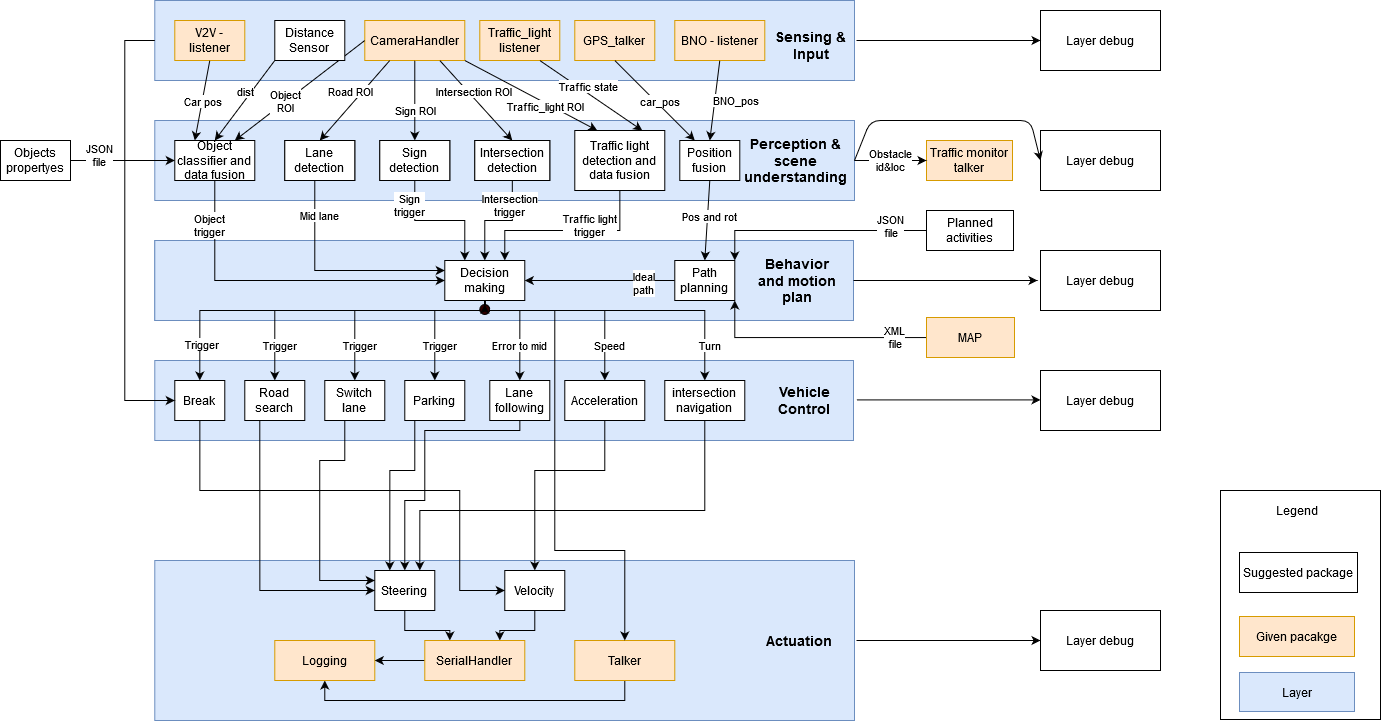 V2V -
listener
Distance
Sensor
CameraHandler
Traffic_light
listener
GPS_talker
BNO - listener
Sensing &
Input
Layer debug
Car pos
dist
Object
ROI
Road ROI
Sign ROI
Intersection ROI
Traffic_light ROI
Traffic state
car_pos
BNO_pos
Objects
propertyes
JSON
file
Object
classifier and
data fusion
Lane
detection
Sign
detection
Intersection
detection
Traffic light
detection and
data fusion
Position
fusion
Perception &
scene
understanding
Obstacle
id&loc
Traffic monitor
talker
Layer debug
Object
trigger
Mid lane
Sign
trigger
Intersection
trigger
Traffic light
trigger
Pos and rot
JSON
file
Planned
activities
Decision
making
Ideal
path
Path
planning
Behavior
and motion
plan
Layer debug
XML
file
MAP
Trigger
Trigger
Trigger
Trigger
Error to mid
Speed
Turn
Break
Road
search
Switch
lane
Parking
Lane
following
Acceleration
intersection
navigation
Vehicle
Control
Layer debug
Steering
Velocity
Logging
SerialHandler
Talker
Actuation
Layer debug
Legend
Suggested package
Given pacakge
Layer